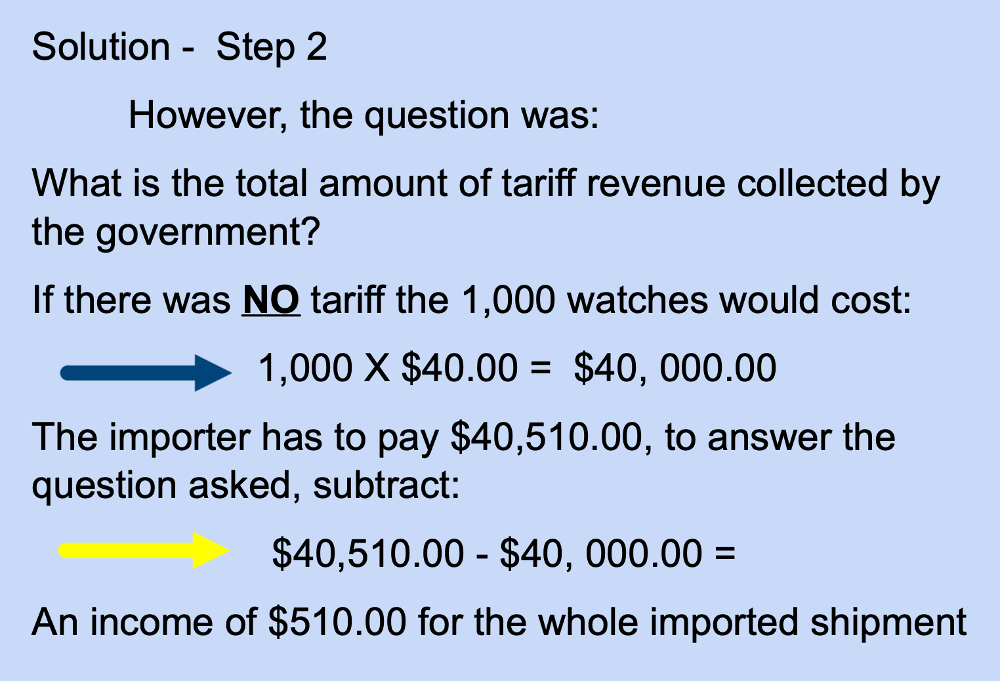 Solution -  Step 2
However, the question was:
What is the total amount of tariff revenue collected by
the government?
If there was NO tariff the 1,000 watches would cost:
1,000 X $40.00 =  $40, 000.00
The importer has to pay $40,510.00, to answer the
question asked, subtract:
$40,510.00 - $40, 000.00 =
An income of $510.00 for the whole imported shipment